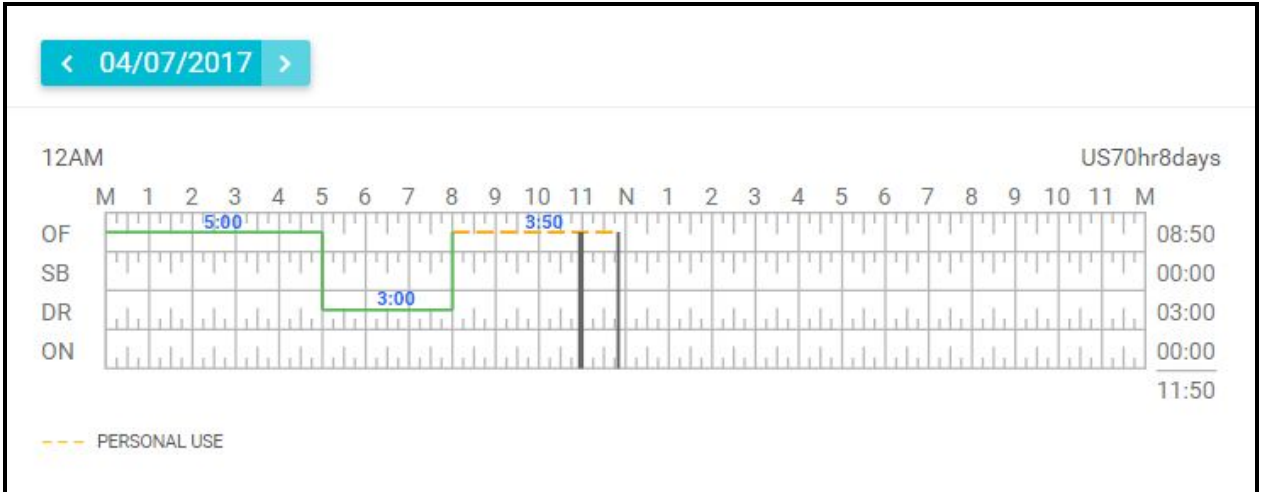 < 04/07/2017 >
12AM US70hr8days
M 1 2 3 4 5 6 7 8 9 10 11 N 1 2 3 4 5 6 7 8 9 10 11 M
OF 5:00 3:50 08:50
SB 00:00
DR 3:00 03:00
ON 00:00
11:50
PERSONAL USE